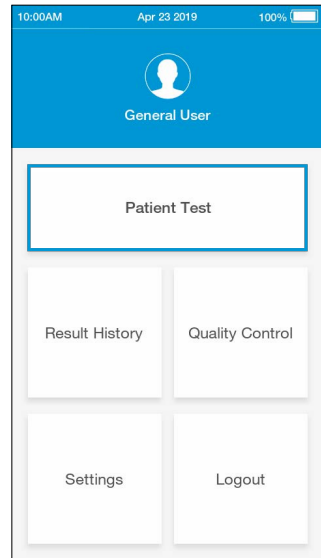 10:00AM Apr 23 2019 100%
General User
Patient Test
Result History Quality Control
Settings Logout